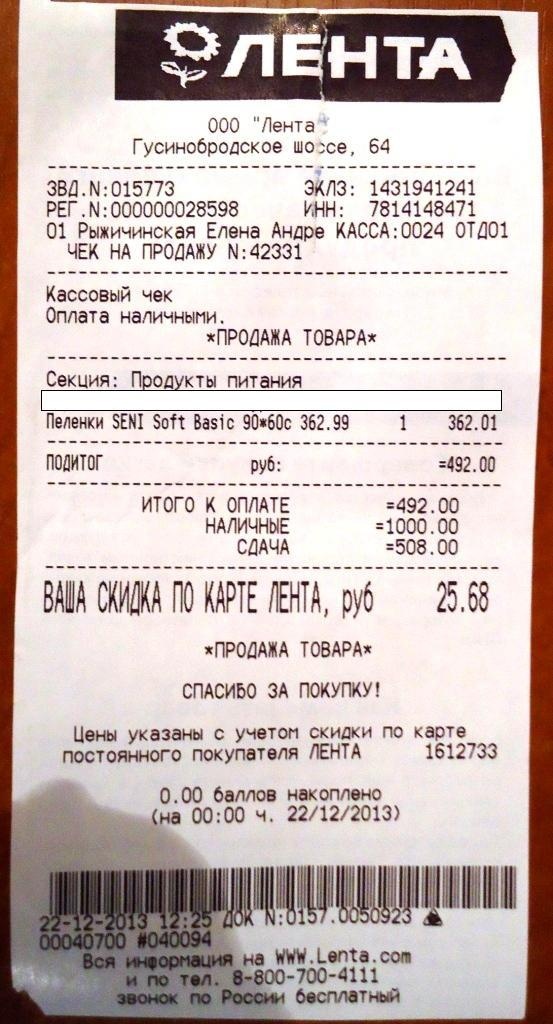 ЛЕНТА
ООО "Лента"
Гусинобродское шоссе, 64
ЗВД.N:015773 ЭКЛЗ: 1431941241
РЕГ.N:000000028598 ИНН: 7814148471
01 Рыжичинская Елена Андре КАССА:0024 ОТД01
ЧЕК НА ПРОДАЖУ N:42331
Кассовый чек
Оплата наличными.
*ПРОДАЖА ТОВАРА*
Секция: Продукты питания
Пеленки SENI Soft Basic 90*60с 362.99 1 362.01
ПОДИТОГ руб: =492.00
ИТОГО К ОПЛАТЕ =492.00
НАЛИЧНЫЕ =1000.00
СДАЧА =508.00
ВАША СКИДКА ПО КАРТЕ ЛЕНТА, руб 25.68
*ПРОДАЖА ТОВАРА*
СПАСИБО ЗА ПОКУПКУ!
Цены указаны с учетом скидки по карте
постоянного покупателя ЛЕНТА 1612733
0.00 баллов накоплено
(на 00:00 ч. 22/12/2013)
22-12-2013 12:25 ДОК N:0157.0050923
00040700 #040094
Вся информация на WWW.Lenta.com
и по тел. 8-800-700-4111
звонок по России бесплатный